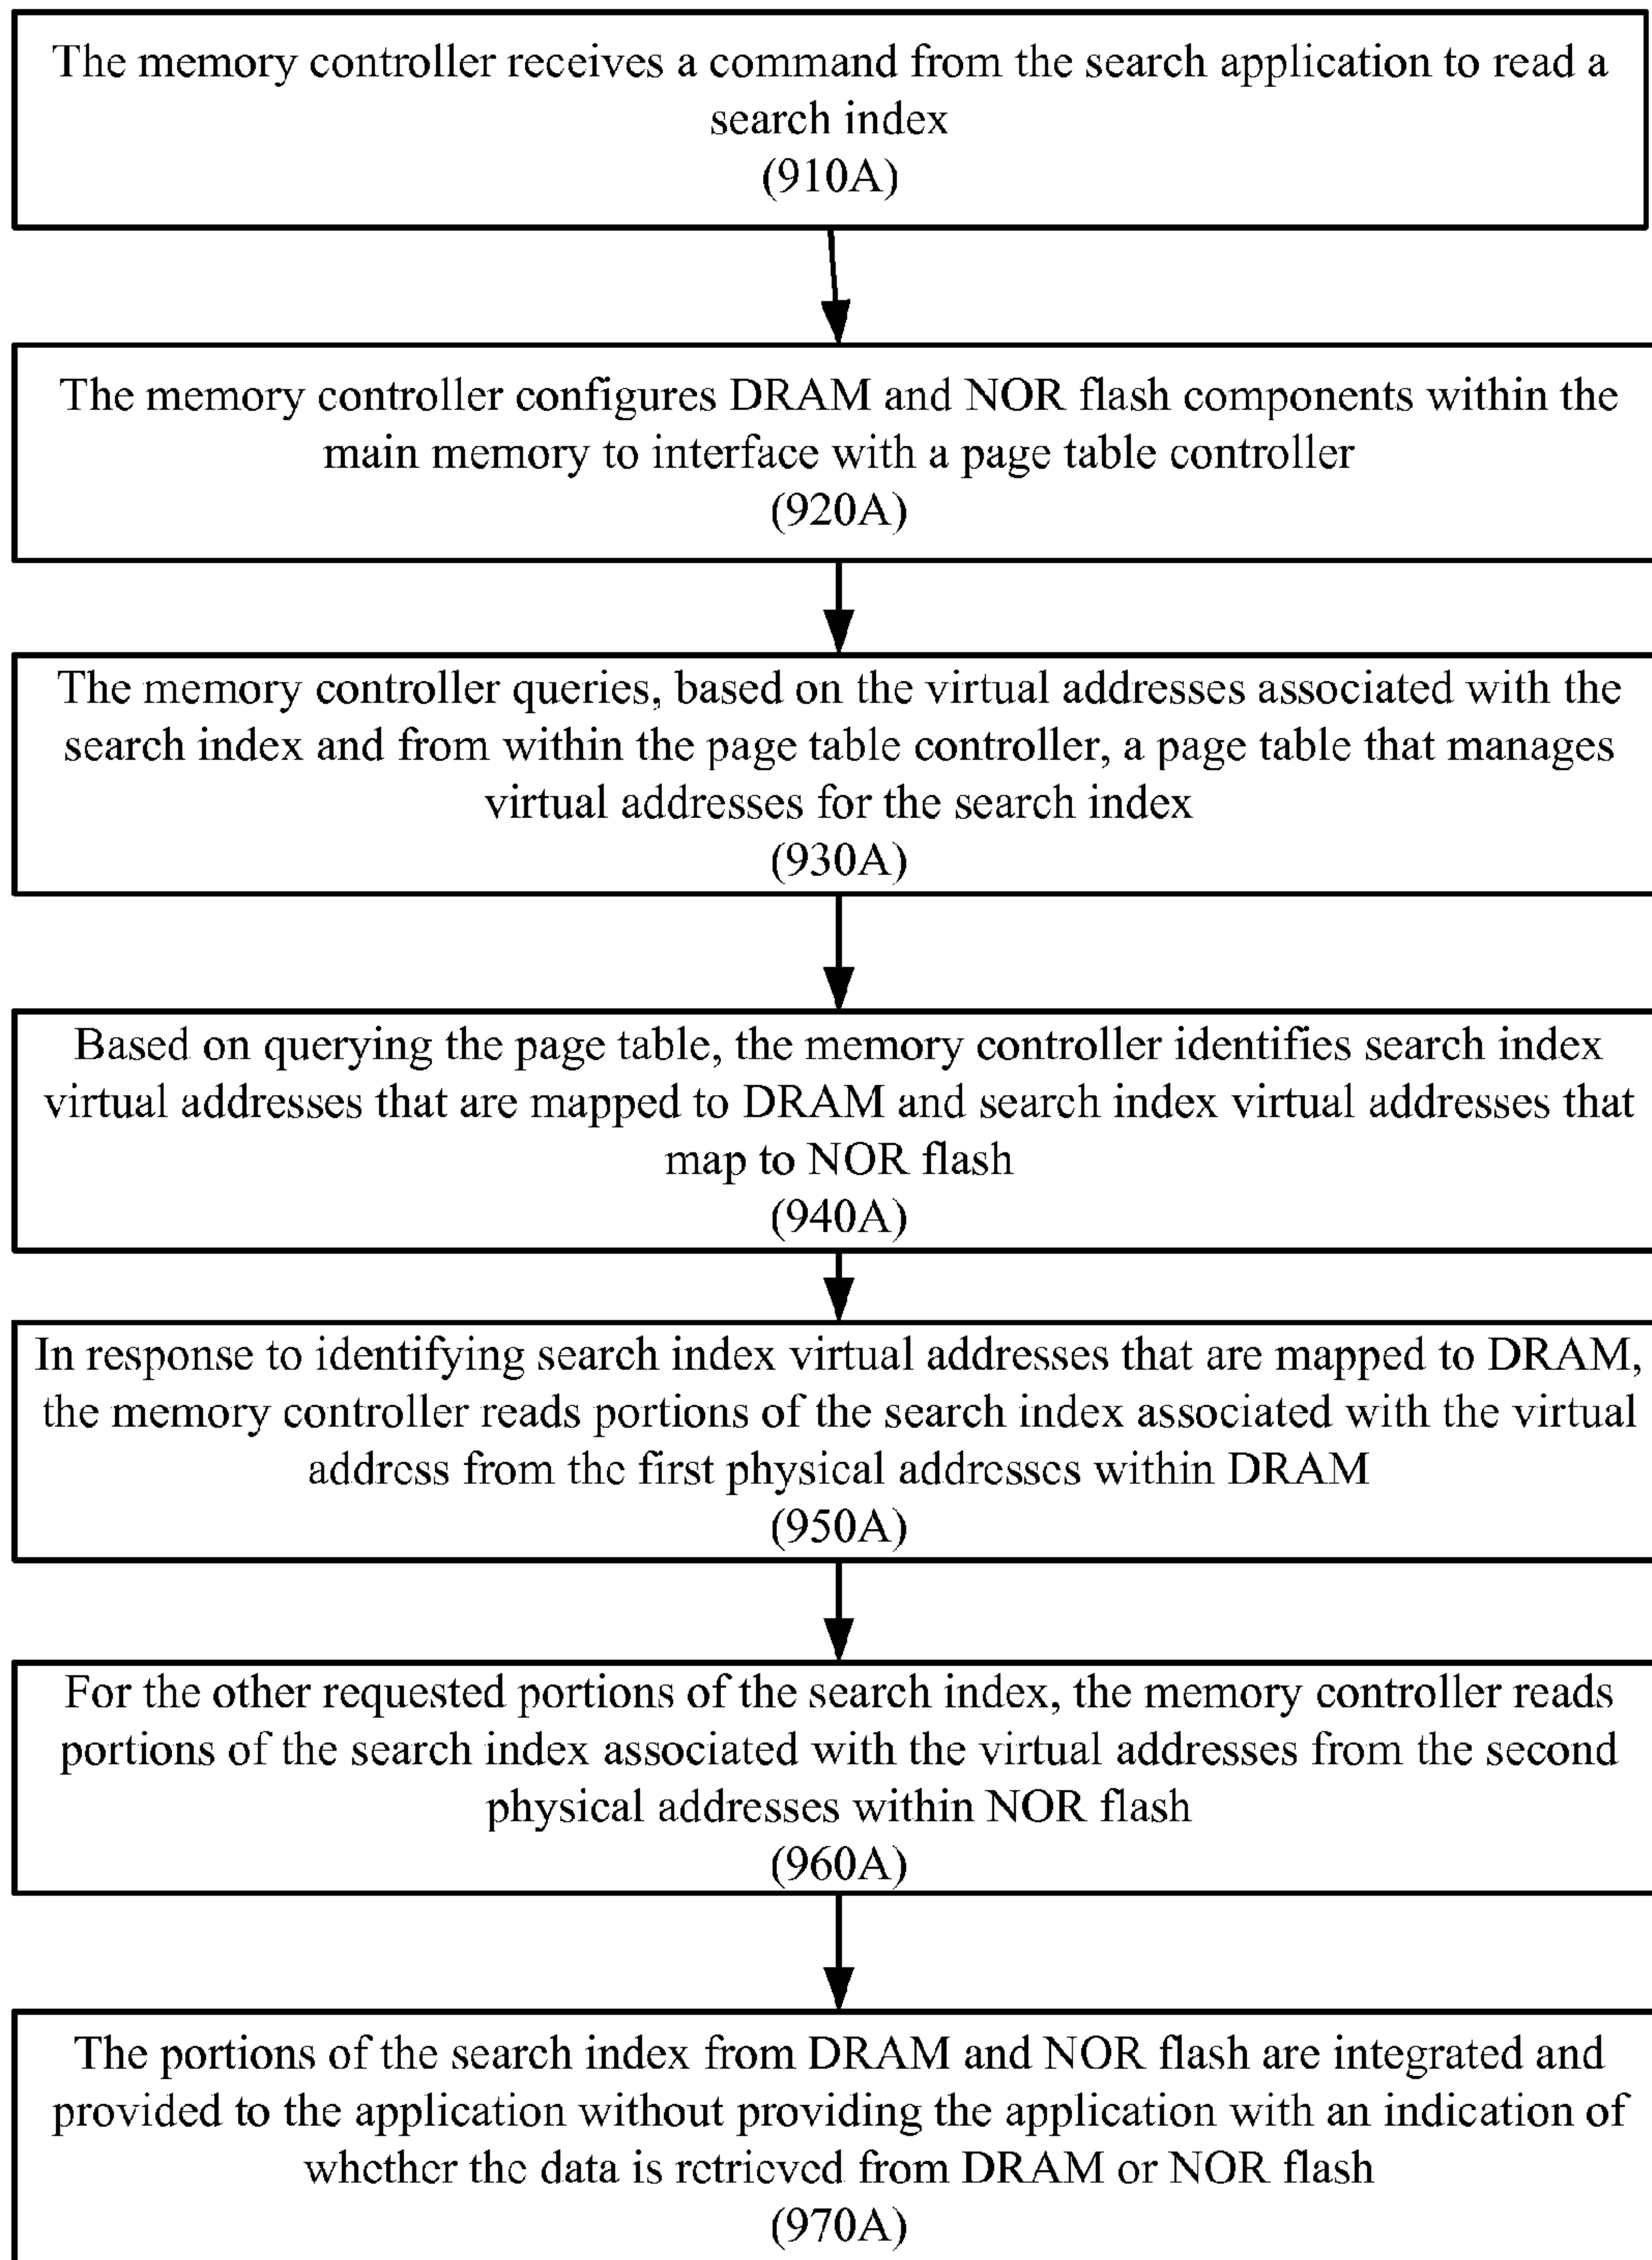 The memory controller receives a command from the search application to read a
search index
(910A)
The memory controller configures DRAM and NOR flash components within the
main memory to interface with a page table controller
(920A)
The memory controller queries, based on the virtual addresses associated with the
search index and from within the page table controller, a page table that manages
virtual addresses for the search index
(930A)
Based on querying the page table, the memory controller identifies search index
virtual addresses that are mapped to DRAM and search index virtual addresses that
map to NOR flash
(940A)
In response to identifying search index virtual addresses that are mapped to DRAM,
the memory controller reads portions of the search index associated with the virtual
address from the first physical addresses within DRAM
(950A)
For the other requested portions of the search index, the memory controller reads
portions of the search index associated with the virtual addresses from the second
physical addresses within NOR flash
(960A)
The portions of the search index from DRAM and NOR flash are integrated and
provided to the application without providing the application with an indication of
whether the data is retrieved from DRAM or NOR flash
(970A)